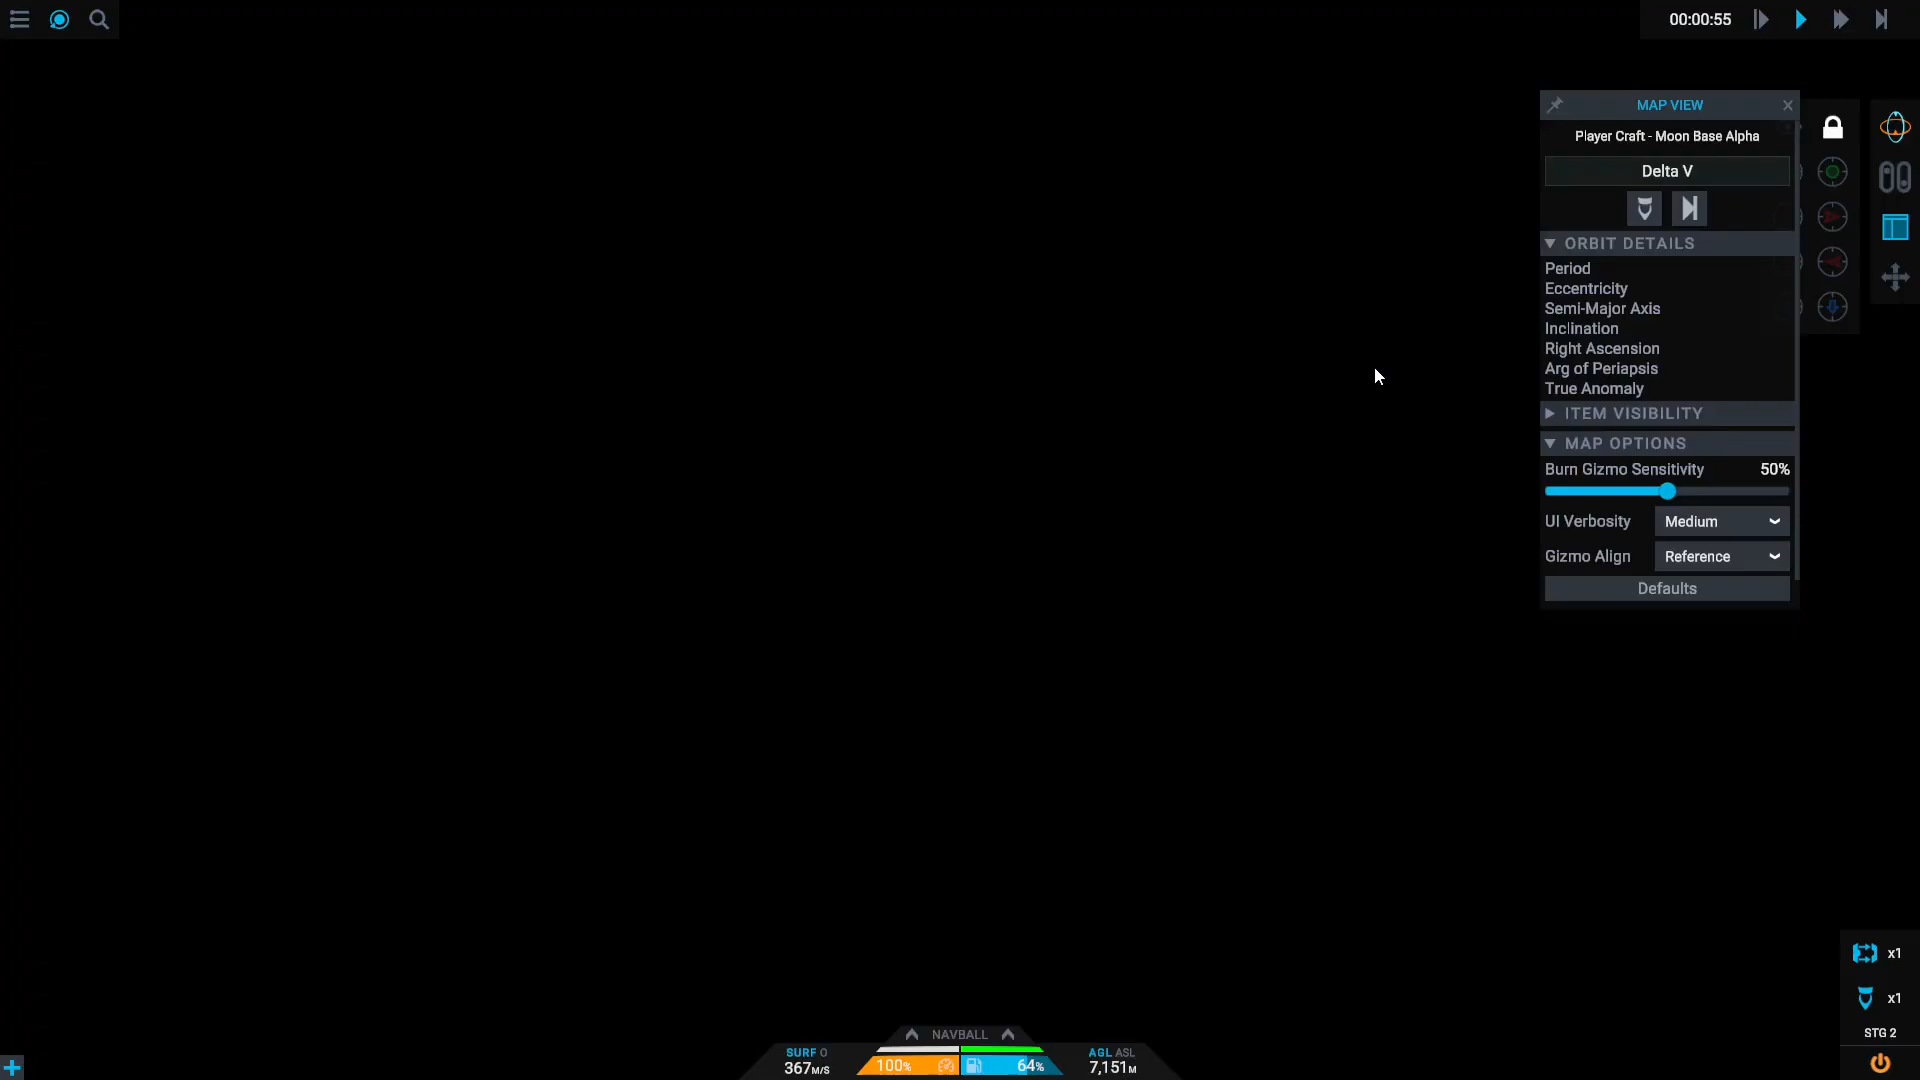 00:00:55
MAP VIEW
Player Craft - Moon Base Alpha
Delta V
ORBIT DETAILS
Period
Eccentricity
Semi-Major Axis
Inclination
Right Ascension
Arg of Periapsis
True Anomaly
ITEM VISIBILITY
MAP OPTIONS
Burn Gizmo Sensitivity 50%
UI Verbosity Medium
Gizmo Align Reference
Defaults
x1
x1
STG 2
NAVBALL
SURF O
367M/S
100%
64%
AGL ASL
7,151M